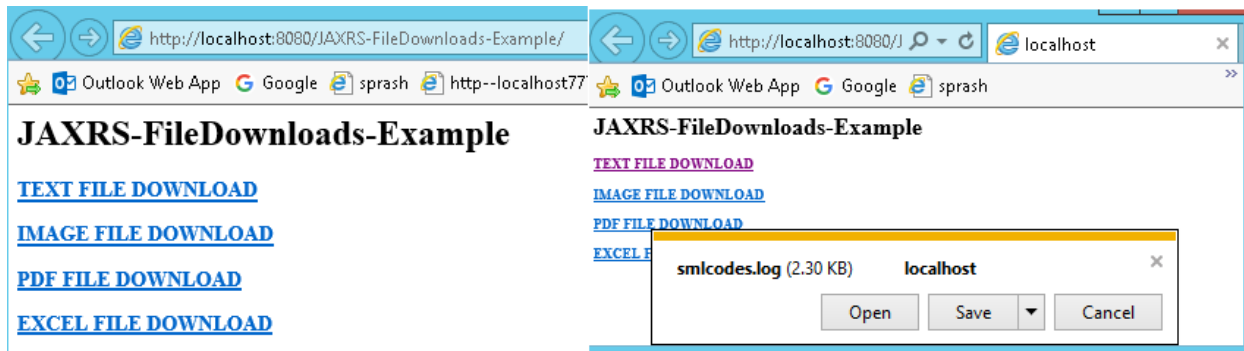 http://localhost:8080/JAXRS-FileDownloads-Example/
Outlook Web App Google sprash http--localhost77
JAXRS-FileDownloads-Example
TEXT FILE DOWNLOAD
IMAGE FILE DOWNLOAD
PDF FILE DOWNLOAD
EXCEL FILE DOWNLOAD
http://localhost:8080/J localhost
Outlook Web App Google sprash
JAXRS-FileDownloads-Example
TEXT FILE DOWNLOAD
IMAGE FILE DOWNLOAD
PDF FILE DOWNLOAD
EXCEL F
smlcodes.log (2.30 KB) localhost
Open Save Cancel